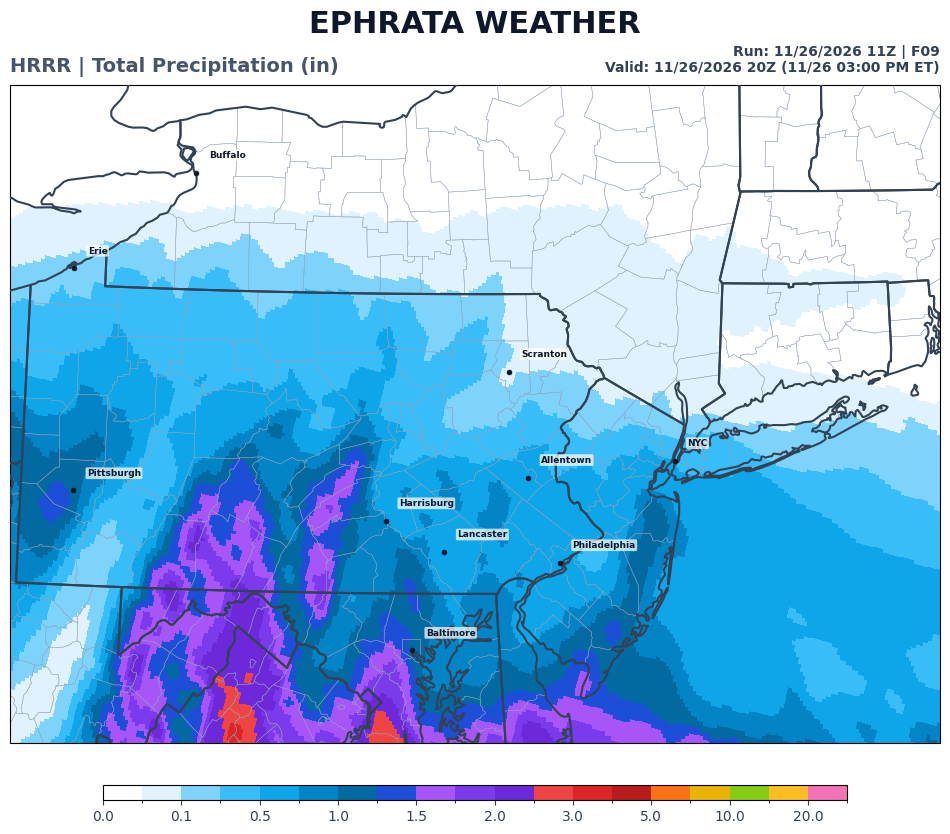 EPHRATA WEATHER
HRRR | Total Precipitation (in)
Run: 11/26/2026 11Z | F09
Valid: 11/26/2026 20Z (11/26 03:00 PM ET)
Buffalo
Erie
Scranton
NYC
Pittsburgh
Allentown
Harrisburg
Lancaster
Philadelphia
Baltimore
0.0 0.1 0.5 1.0 1.5 2.0 3.0 5.0 10.0 20.0